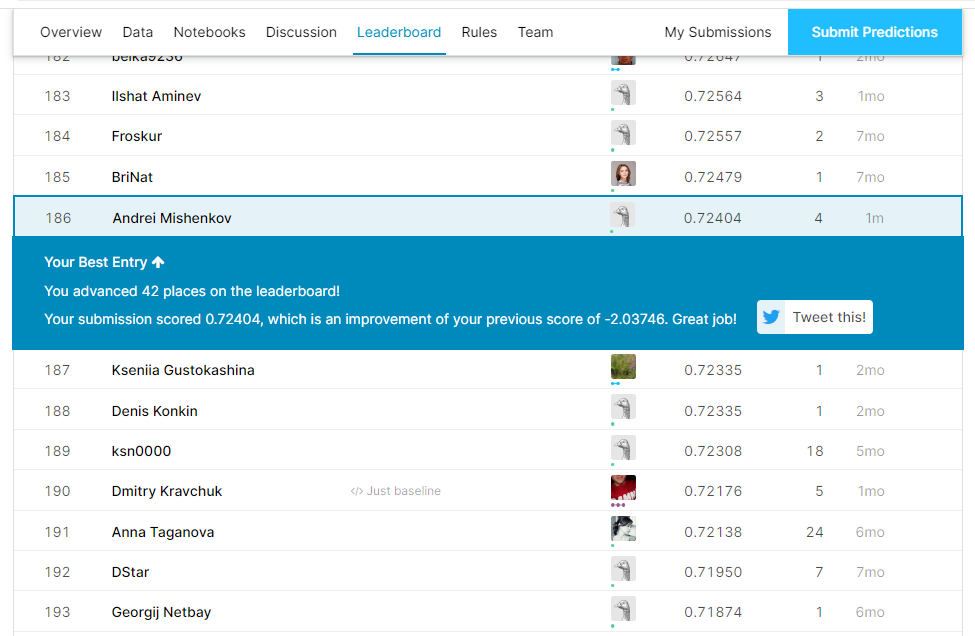 Overview Data Notebooks Discussion Leaderboard Rules Team My Submissions Submit Predictions
182 belka9236 0.72647 1 2mo
183 Ilshat Aminev 0.72564 3 1mo
184 Froskur 0.72557 2 7mo
185 BriNat 0.72479 1 7mo
186 Andrei Mishenkov 0.72404 4 1m
Your Best Entry
You advanced 42 places on the leaderboard!
Your submission scored 0.72404, which is an improvement of your previous score of -2.03746. Great job! Tweet this!
187 Kseniia Gustokashina 0.72335 1 2mo
188 Denis Konkin 0.72335 1 2mo
189 ksn0000 0.72308 18 5mo
190 Dmitry Kravchuk </> Just baseline 0.72176 5 1mo
191 Anna Taganova 0.72138 24 6mo
192 DStar 0.71950 7 7mo
193 Georgij Netbay 0.71874 1 6mo